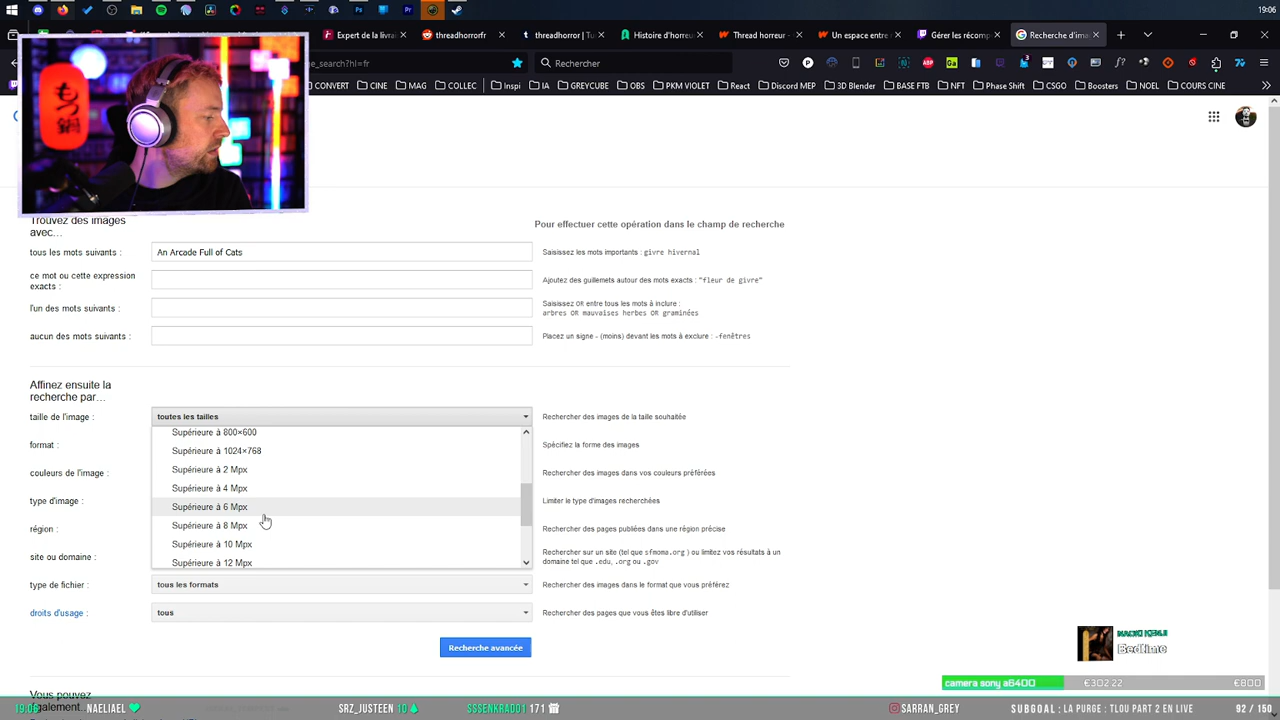 19:06
Expert de la livra
threadhorrorfr
threadhorror | Tu
Histoire d'horreu
Thread horreur
Un espace entre
Gérer les récomp
Recherche d'ima
ge_search?hl=fr
Rechercher
CONVERT
CINE
MAG
COLLEC
Inspi
IA
GREYCUBE
OBS
PKM VIOLET
React
Discord MEP
3D Blender
BASE FTB
NFT
Phase Shift
CSGO
Boosters
NOEL
COURS CINE
もつ
鍋
Trouvez des images
avec...
Pour effectuer cette opération dans le champ de recherche
tous les mots suivants :
An Arcade Full of Cats
Saisissez les mots importants : givre hivernal
ce mot ou cette expression
exacts :
Ajoutez des guillemets autour des mots exacts : "fleur de givre"
l'un des mots suivants :
Saisissez OR entre tous les mots à inclure :
arbres OR mauvaises herbes OR graminées
aucun des mots suivants :
Placez un signe - (moins) devant les mots à exclure : -fenêtres
Affinez ensuite la
recherche par...
taille de l'image :
toutes les tailles
Rechercher des images de la taille souhaitée
Supérieure à 800×600
format :
Spécifiez la forme des images
Supérieure à 1024×768
couleurs de l'image :
Supérieure à 2 Mpx
Rechercher des images dans vos couleurs préférées
Supérieure à 4 Mpx
type d'image :
Supérieure à 6 Mpx
Limiter le type d'images recherchées
région :
Supérieure à 8 Mpx
Rechercher des pages publiées dans une région précise
Supérieure à 10 Mpx
site ou domaine :
Supérieure à 12 Mpx
Rechercher sur un site (tel que sfmoma.org ) ou limitez vos résultats à un
domaine tel que .edu, .org ou .gov
type de fichier :
tous les formats
Rechercher des images dans le format que vous préférez
droits d'usage :
tous
Rechercher des pages que vous êtes libre d'utiliser
Recherche avancée
Bedtime
camera sony a6400
€302.22
€800
Vous pouvez
également...
NAELIAEL
SRZ_JUSTEEN 10
SSSENKRAD01 171
SARRAN_GREY
SUBGOAL : LA PURGE : TLOU PART 2 EN LIVE
92 / 150